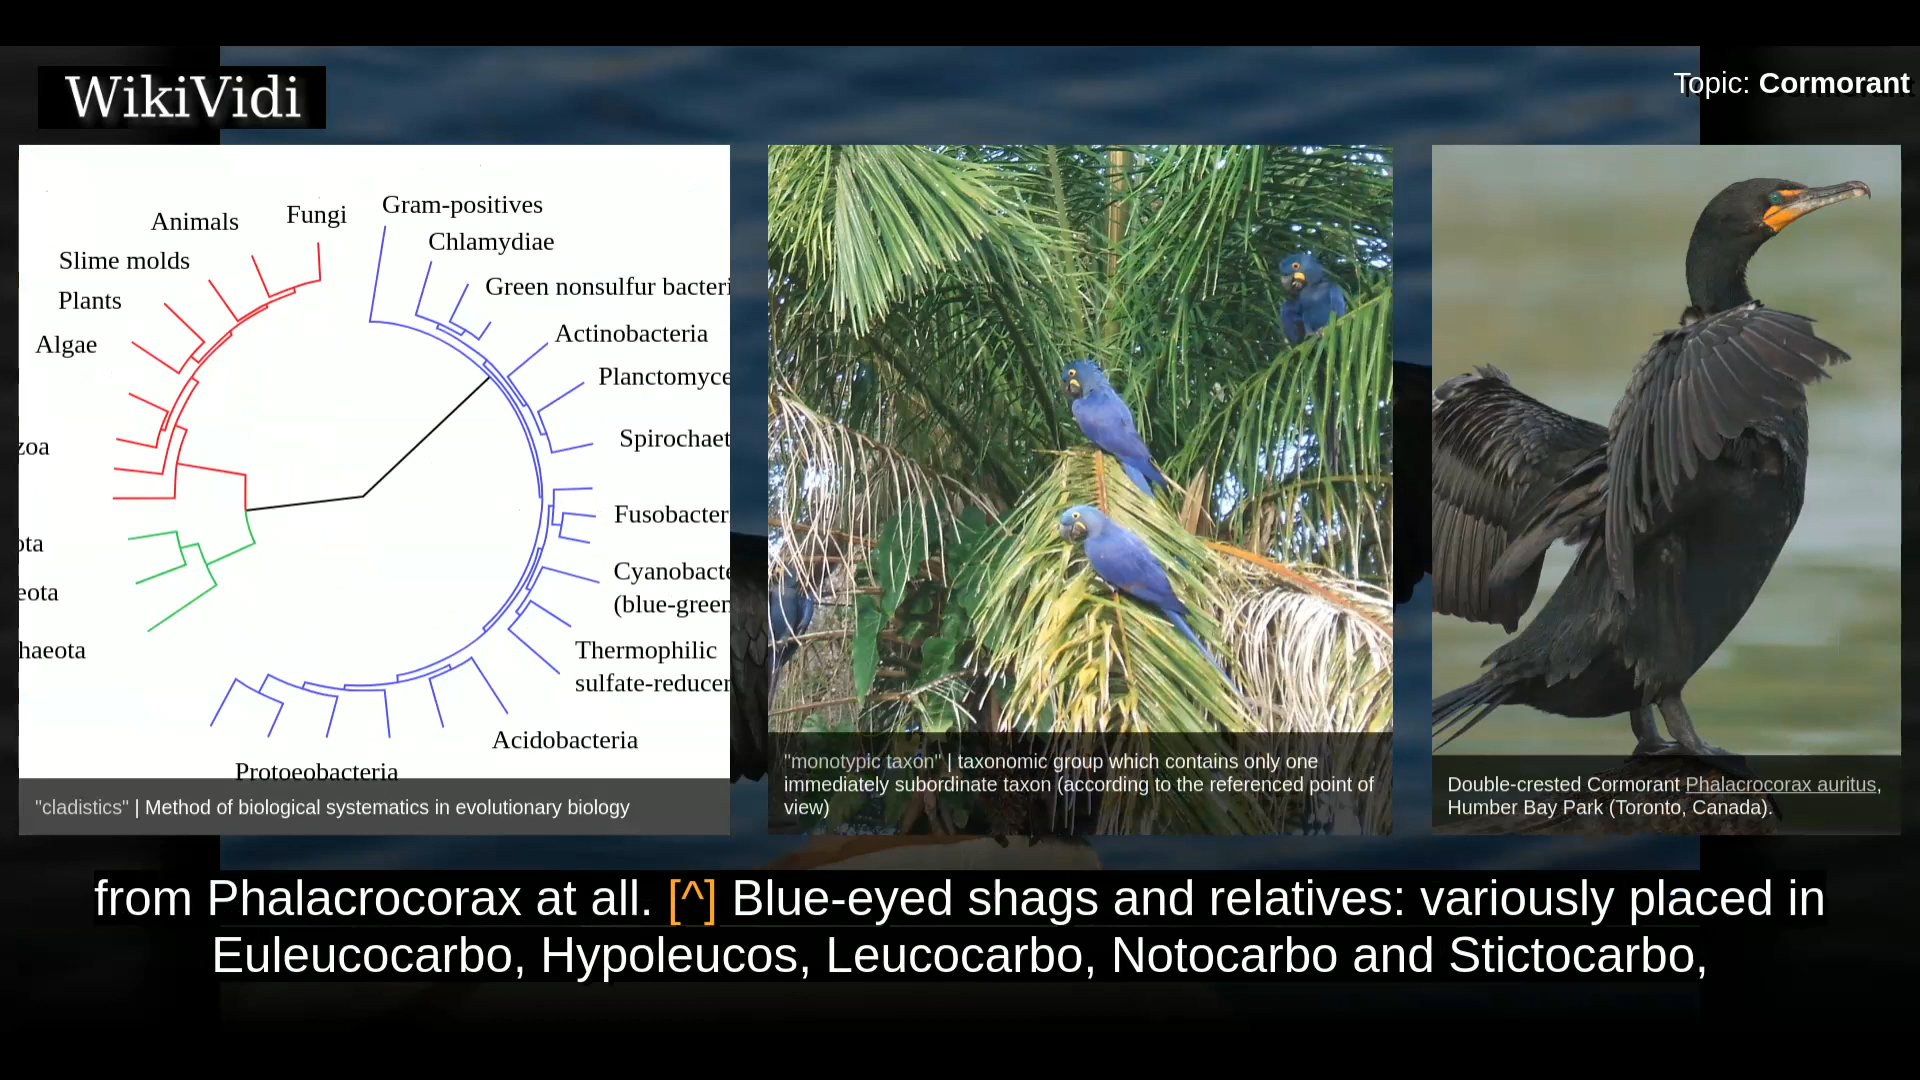 WikiVidi
Topic: Cormorant
Gram-positives
Fungi
Animals
Chlamydiae
Slime molds
Green nonsulfur bacteri
Plants
Actinobacteria
Algae
Planctomyce
Spirochaet
zoa
Fusobacter
ota
Cyanobacte
(blue-green
eota
Thermophilic
sulfate-reducer
haeota
Acidobacteria
Protoeobacteria
"cladistics" | Method of biological systematics in evolutionary biology
"monotypic taxon" | taxonomic group which contains only one
immediately subordinate taxon (according to the referenced point of
view)
Double-crested Cormorant Phalacrocorax auritus,
Humber Bay Park (Toronto, Canada).
from Phalacrocorax at all. [^] Blue-eyed shags and relatives: variously placed in
Euleucocarbo, Hypoleucos, Leucocarbo, Notocarbo and Stictocarbo,